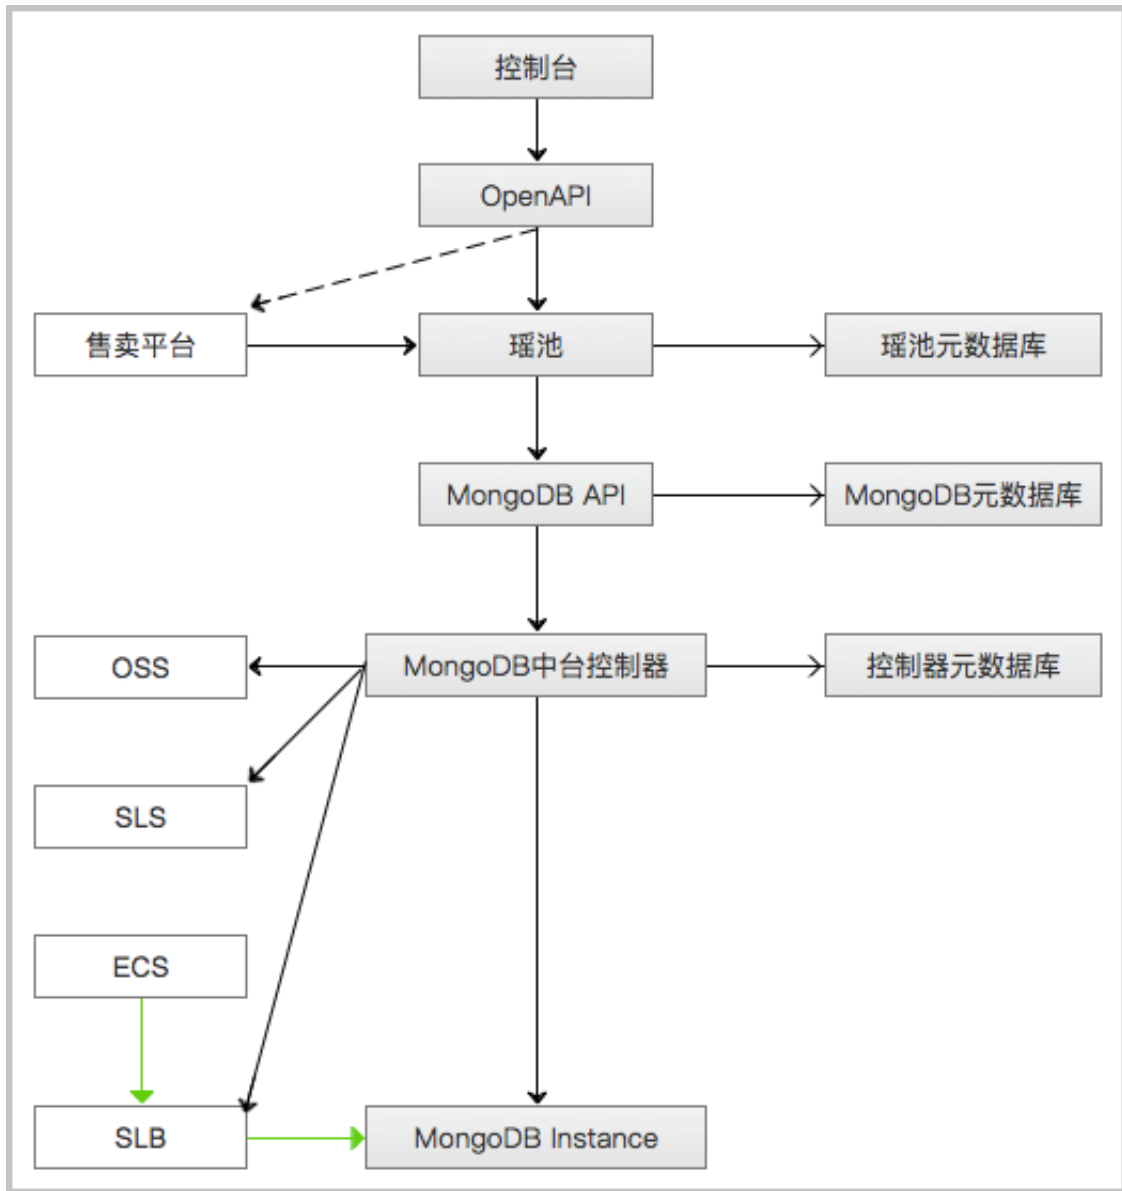 控制台
OpenAPI
售卖平台
瑶池
瑶池元数据库
MongoDB API
MongoDB元数据库
OSS
MongoDB中台控制器
控制器元数据库
SLS
ECS
SLB
MongoDB Instance